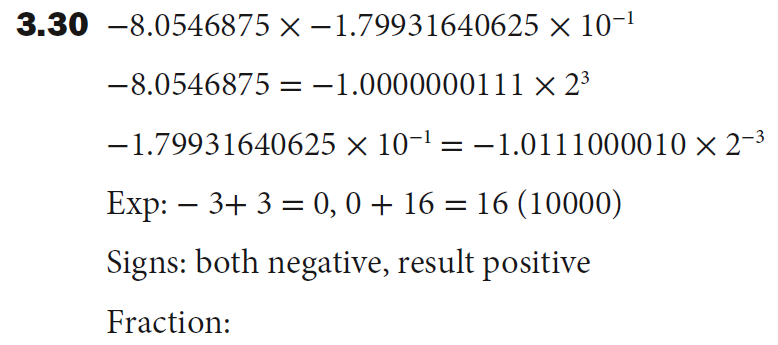 3.30 −8.0546875 × −1.79931640625 × 10⁻¹
−8.0546875 = −1.0000000111 × 2³
−1.79931640625 × 10⁻¹ = −1.0111000010 × 2⁻³
Exp: − 3+ 3 = 0, 0 + 16 = 16 (10000)
Signs: both negative, result positive
Fraction: